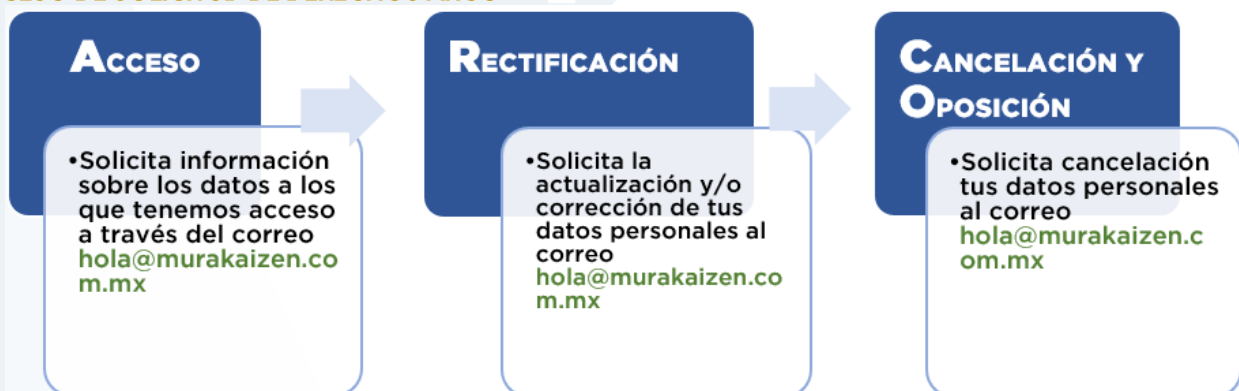 ACCESO
•Solicita información
sobre los datos a los
que tenemos acceso
a través del correo
hola@murakaizen.co
m.mx
RECTIFICACIÓN
•Solicita la
actualización y/o
corrección de tus
datos personales al
correo
hola@murakaizen.co
m.mx
CANCELACIÓN Y
OPOSICIÓN
•Solicita cancelación
tus datos personales
al correo
hola@murakaizen.c
om.mx